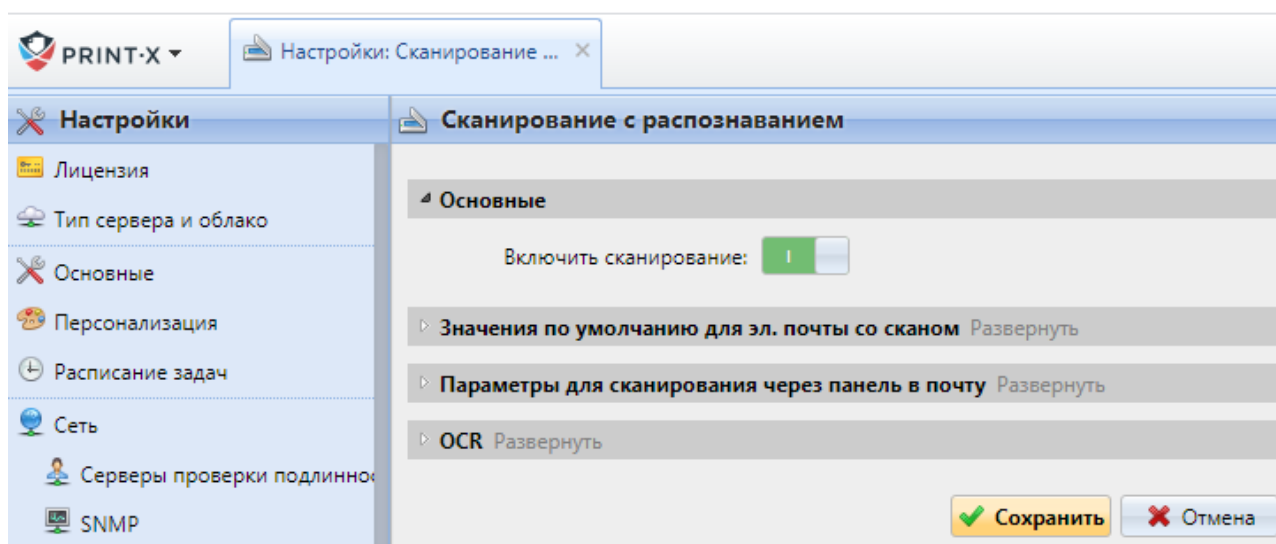 PRINT·X
Настройки: Сканирование ...
Настройки
Лицензия
Тип сервера и облако
Основные
Персонализация
Расписание задач
Сеть
Серверы проверки
SNMP
Сканирование с распознаванием
Основные
Включить сканирование:
Значения по умолчанию для эл. почты со сканом Развернуть
Параметры для сканирования через панель в почту Развернуть
OCR Развернуть
Сохранить
Отмена